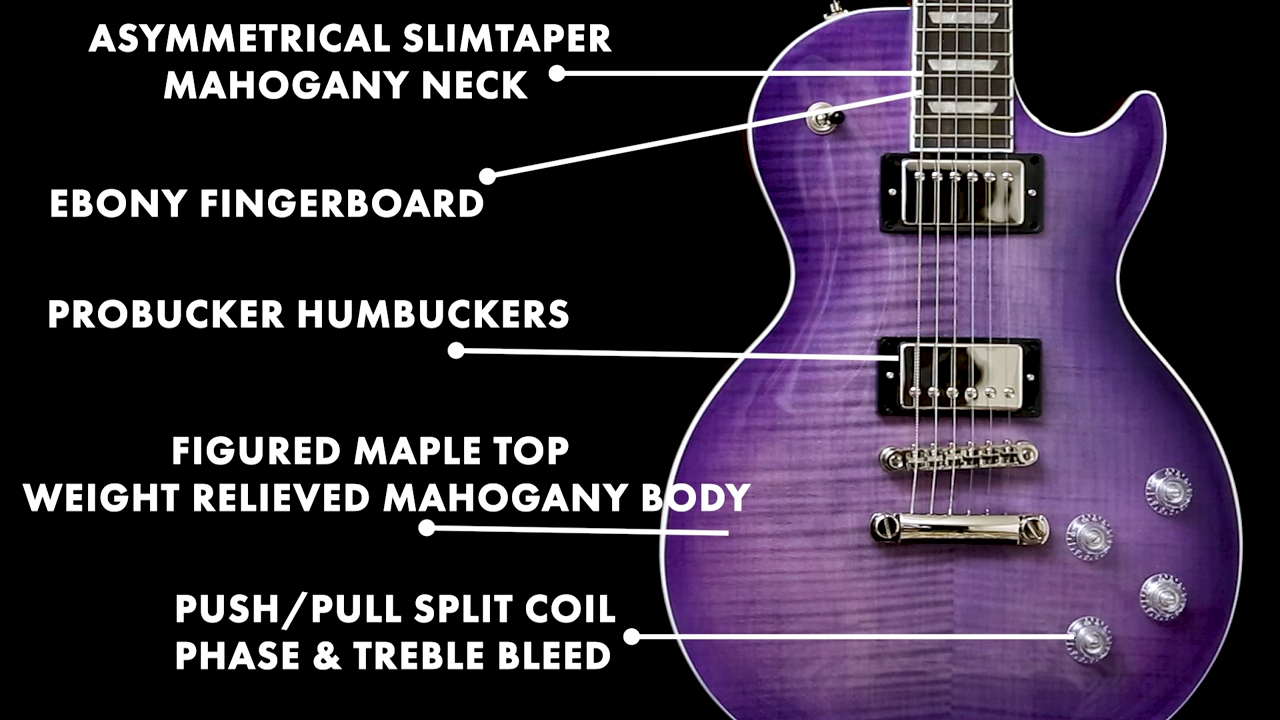 ASYMMETRICAL SLIMTAPER
MAHOGANY NECK
EBONY FINGERBOARD
PROBUCKER HUMBUCKERS
FIGURED MAPLE TOP
WEIGHT RELIEVED MAHOGANY BODY
PUSH/PULL SPLIT COIL
PHASE & TREBLE BLEED